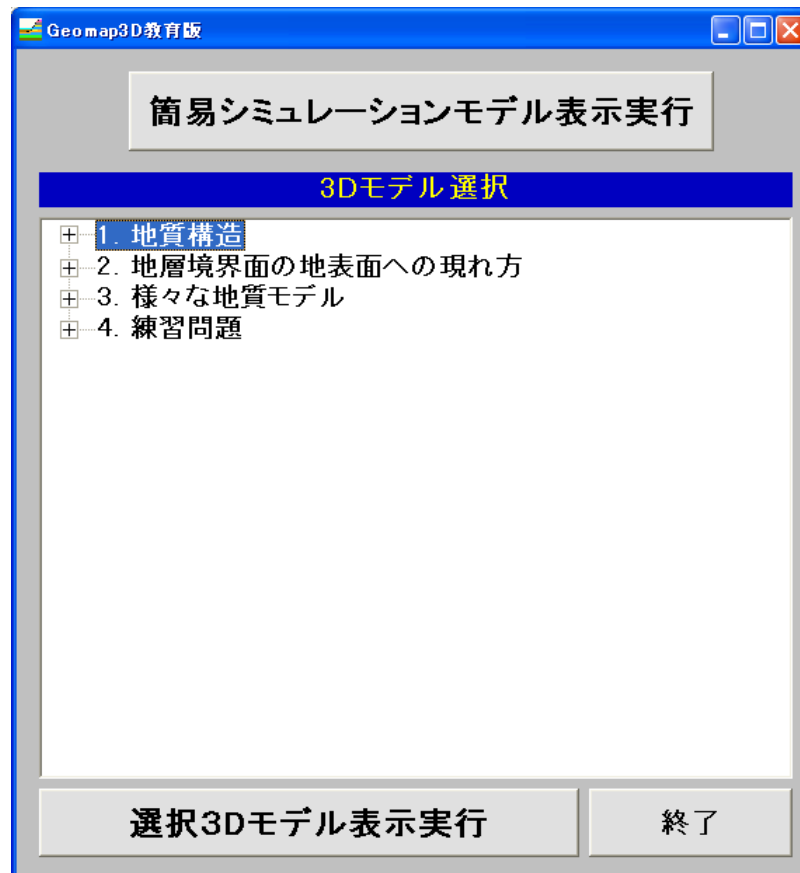 Geomap3D教育版
簡易シミュレーションモデル表示実行
3Dモデル選択
1. 地質構造
2. 地層境界面の地表面への現れ方
3. 様々な地質モデル
4. 練習問題
選択3Dモデル表示実行
終了